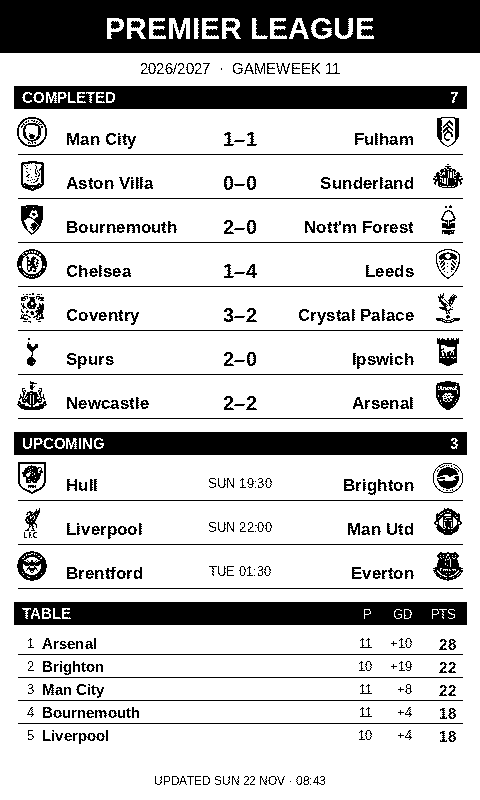 PREMIER LEAGUE
2026/2027 · GAMEWEEK 11
COMPLETED 7
Man City 1–1 Fulham
Aston Villa 0–0 Sunderland
Bournemouth 2–0 Nott'm Forest
Chelsea 1–4 Leeds
Coventry 3–2 Crystal Palace
Spurs 2–0 Ipswich
Newcastle 2–2 Arsenal
UPCOMING 3
Hull SUN 19:30 Brighton
Liverpool SUN 22:00 Man Utd
Brentford TUE 01:30 Everton
TABLE P GD PTS
1 Arsenal 11 +10 28
2 Brighton 10 +19 22
3 Man City 11 +8 22
4 Bournemouth 11 +4 18
5 Liverpool 10 +4 18
UPDATED SUN 22 NOV · 08:43